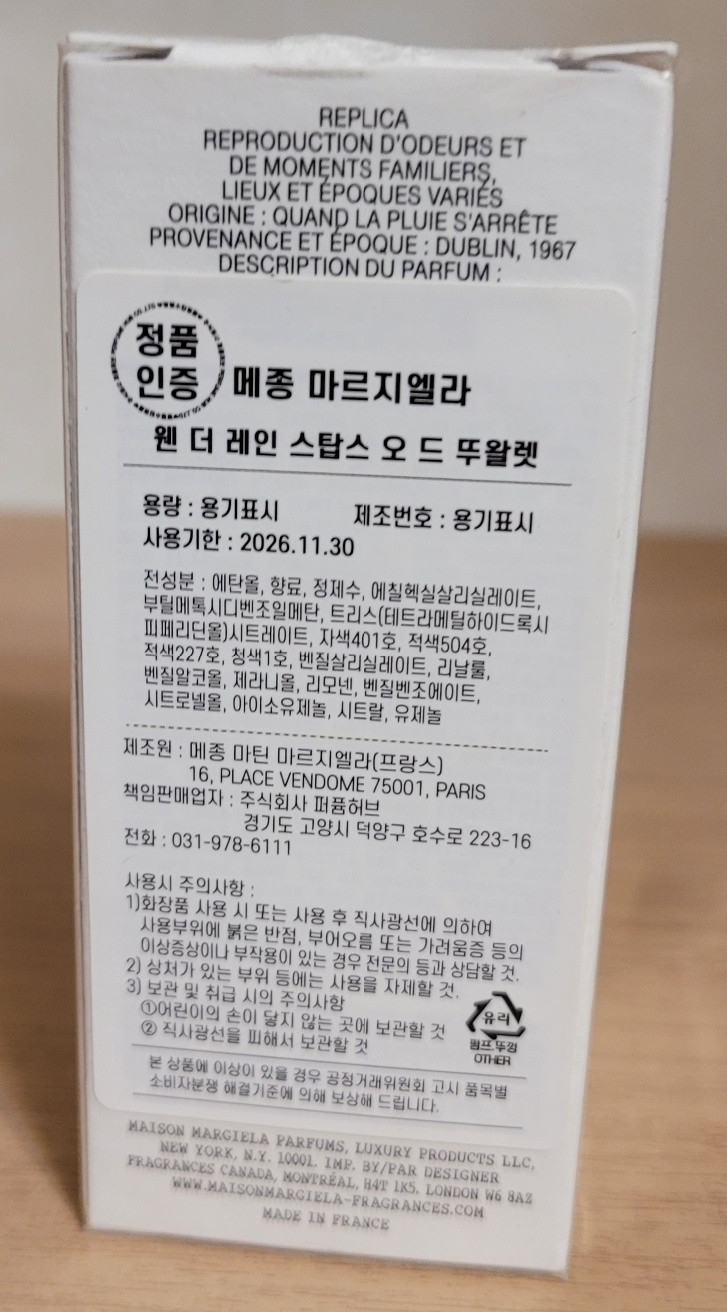 REPLICA
REPRODUCTION D'ODEURS ET
DE MOMENTS FAMILIERS,
LIEUX ET ÉPOQUES VARIÉS
ORIGINE : QUAND LA PLUIE S'ARRÊTE
PROVENANCE ET ÉPOQUE : DUBLIN, 1967
DESCRIPTION DU PARFUM :
정품
인증 메종 마르지엘라
웬 더 레인 스탑스 오 드 뚜왈렛
용량 : 용기표시 제조번호 : 용기표시
사용기한 : 2026.11.30
전성분 : 에탄올, 향료, 정제수, 에칠헥실살리실레이트,
부틸메톡시디벤조일메탄, 트리스(테트라메틸하이드록시
피페리딘올)시트레이트, 자색401호, 적색504호,
적색227호, 청색1호, 벤질살리실레이트, 리날룰,
벤질알코올, 제라니올, 리모넨, 벤질벤조에이트,
시트로넬올, 아이소유제놀, 시트랄, 유제놀
제조원 : 메종 마틴 마르지엘라(프랑스)
16, PLACE VENDOME 75001, PARIS
책임판매업자 : 주식회사 퍼퓸허브
경기도 고양시 덕양구 호수로 223-16
전화 : 031-978-6111
사용시 주의사항 :
1)화장품 사용 시 또는 사용 후 직사광선에 의하여
사용부위에 붉은 반점, 부어오름 또는 가려움증 등의
이상증상이나 부작용이 있는 경우 전문의 등과 상담할 것.
2) 상처가 있는 부위 등에는 사용을 자제할 것.
3) 보관 및 취급 시의 주의사항
①어린이의 손이 닿지 않는 곳에 보관할 것
② 직사광선을 피해서 보관할 것
유리
펌프,뚜껑
OTHER
본 상품에 이상이 있을 경우 공정거래위원회 고시 품목별
소비자분쟁 해결기준에 의해 보상해 드립니다.
MAISON MARGIELA PARFUMS, LUXURY PRODUCTS LLC,
NEW YORK, N.Y. 10001. IMP. BY/PAR DESIGNER
FRAGRANCES CANADA, MONTRÉAL, H4T 1K5. LONDON W6 8AZ
WWW.MAISONMARGIELA-FRAGRANCES.COM
MADE IN FRANCE